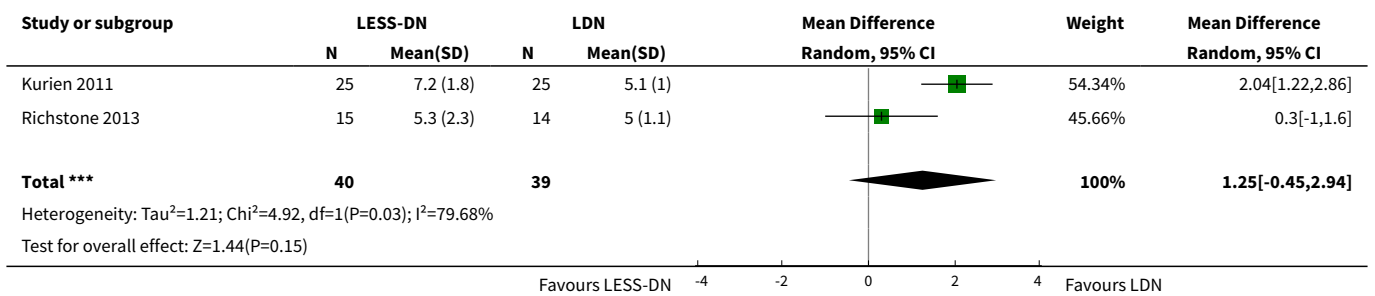 Study or subgroup LESS-DN LDN Mean Difference Weight Mean Difference
N Mean(SD) N Mean(SD) Random, 95% CI Random, 95% CI
Kurien 2011 25 7.2 (1.8) 25 5.1 (1) 54.34% 2.04[1.22,2.86]
Richstone 2013 15 5.3 (2.3) 14 5 (1.1) 45.66% 0.3[-1,1.6]
Total *** 40 39 100% 1.25[-0.45,2.94]
Heterogeneity: Tau²=1.21; Chi²=4.92, df=1(P=0.03); I²=79.68%
Test for overall effect: Z=1.44(P=0.15)
Favours LESS-DN -4 -2 0 2 4 Favours LDN